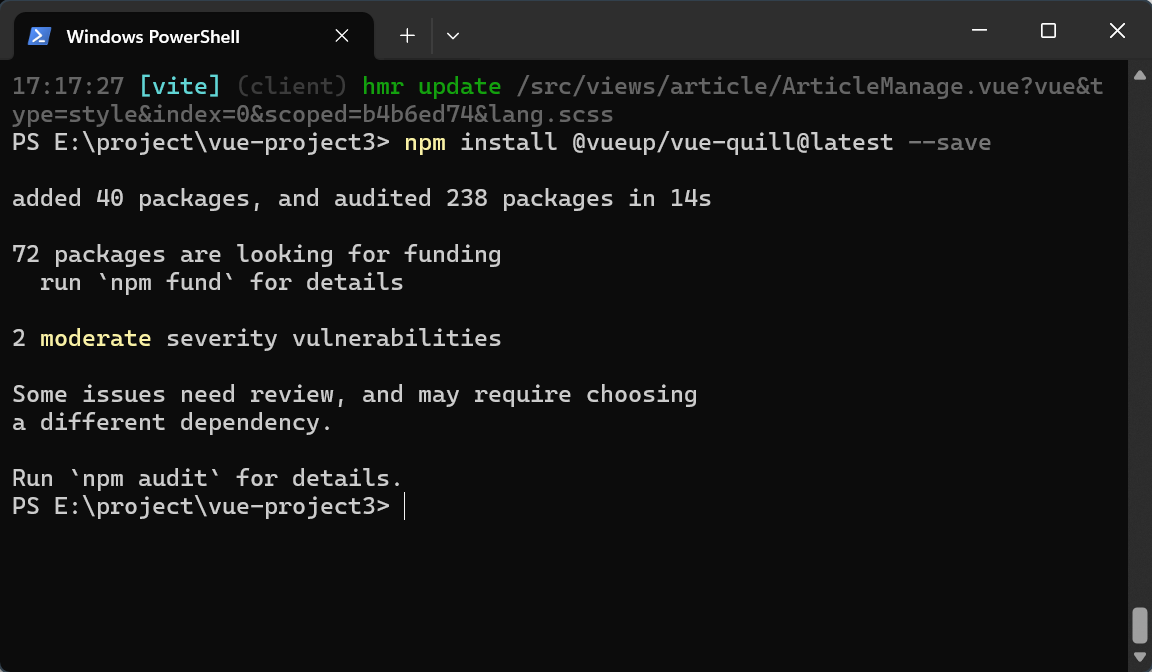 Windows PowerShell
17:17:27 [vite] (client) hmr update /src/views/article/ArticleManage.vue?vue&t
ype=style&index=0&scoped=b4b6ed74&lang.scss
PS E:\project\vue-project3> npm install @vueup/vue-quill@latest --save
added 40 packages, and audited 238 packages in 14s
72 packages are looking for funding
  run `npm fund` for details
2 moderate severity vulnerabilities
Some issues need review, and may require choosing
a different dependency.
Run `npm audit` for details.
PS E:\project\vue-project3>